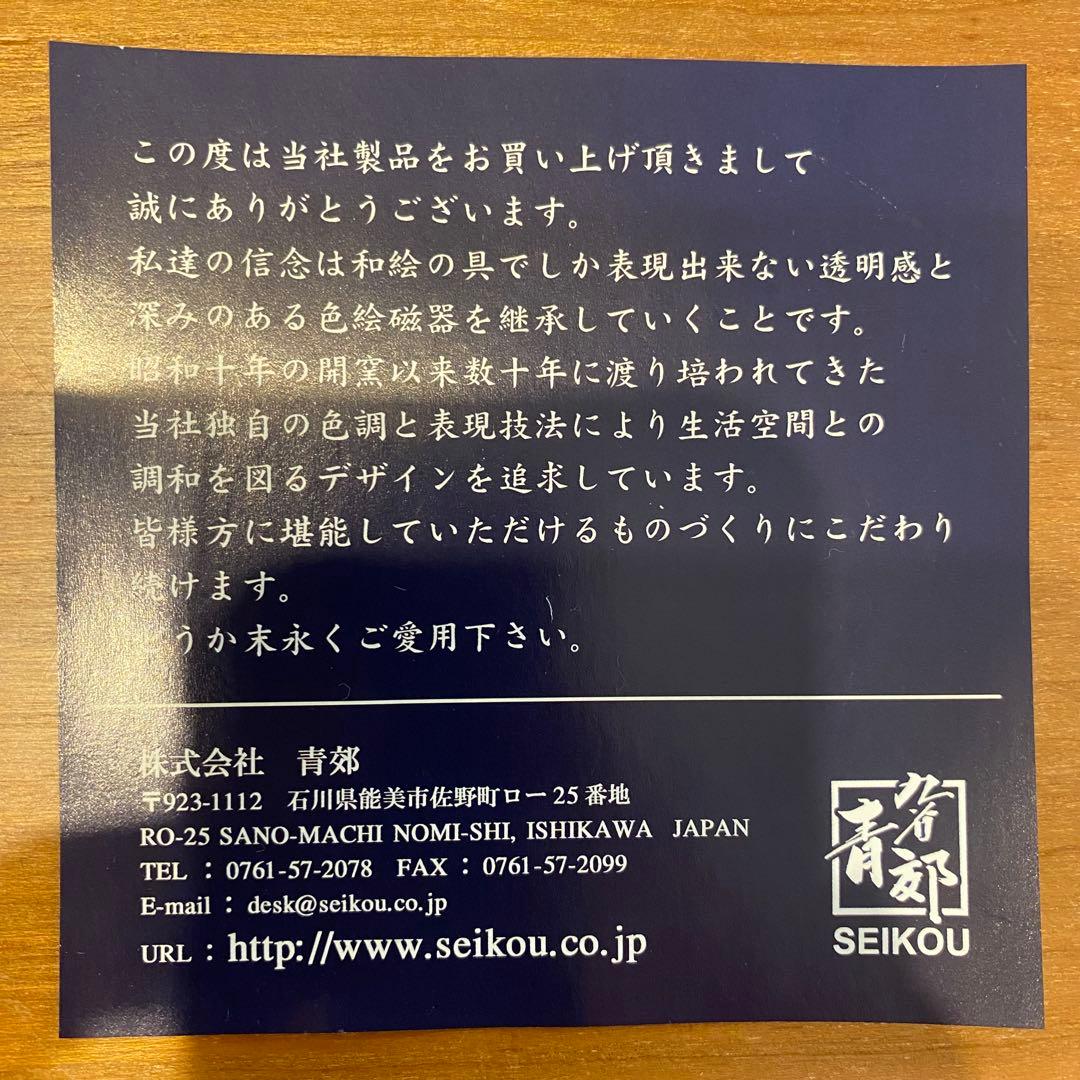 この度は当社製品をお買い上げ頂きまして
誠にありがとうございます。
私達の信念は和絵の具でしか表現出来ない透明感と
深みのある色絵磁器を継承していくことです。
昭和十年の開窯以来数十年に渡り培われてきた
当社独自の色調と表現技法により生活空間との
調和を図るデザインを追求しています。
皆様方に堪能していただけるものづくりにこだわり
続けます。
どうか末永くご愛用下さい。
株式会社　青郊
〒923-1112　石川県能美市佐野町ロー25番地
RO-25 SANO-MACHI NOMI-SHI, ISHIKAWA　JAPAN
TEL：0761-57-2078　FAX：0761-57-2099
E-mail：desk@seikou.co.jp
URL：http://www.seikou.co.jp
九谷
青郊
SEIKOU